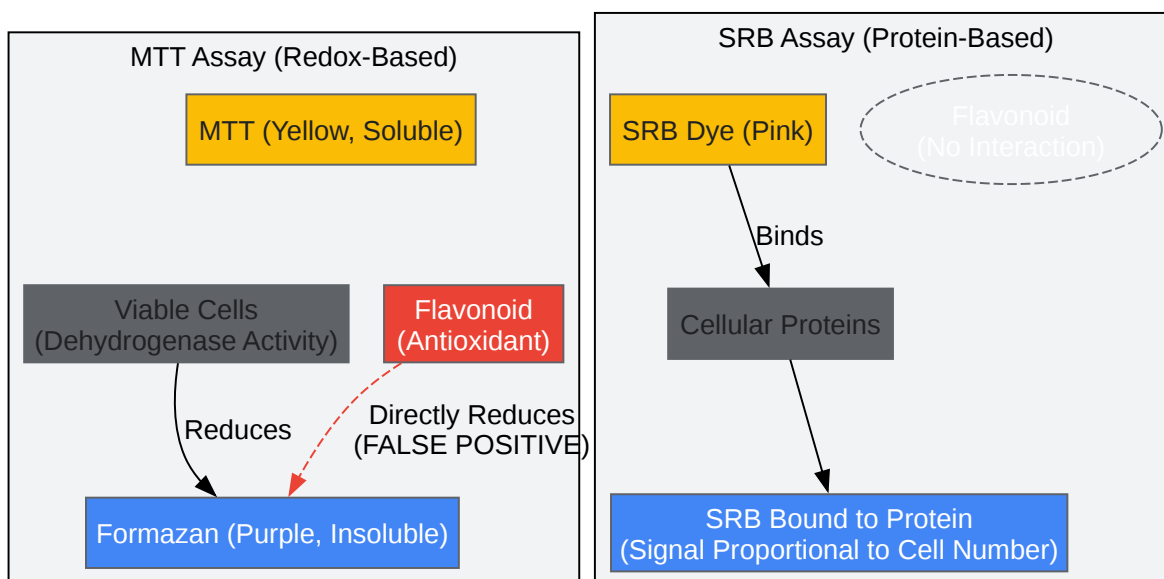 MTT Assay (Redox-Based)
MTT (Yellow, Soluble)
Viable Cells
(Dehydrogenase Activity)
Flavonoid
(Antioxidant)
Reduces
Directly Reduces
(FALSE POSITIVE)
Formazan (Purple, Insoluble)
SRB Assay (Protein-Based)
SRB Dye (Pink)
Flavonoid
(No Interaction)
Binds
Cellular Proteins
SRB Bound to Protein
(Signal Proportional to Cell Number)